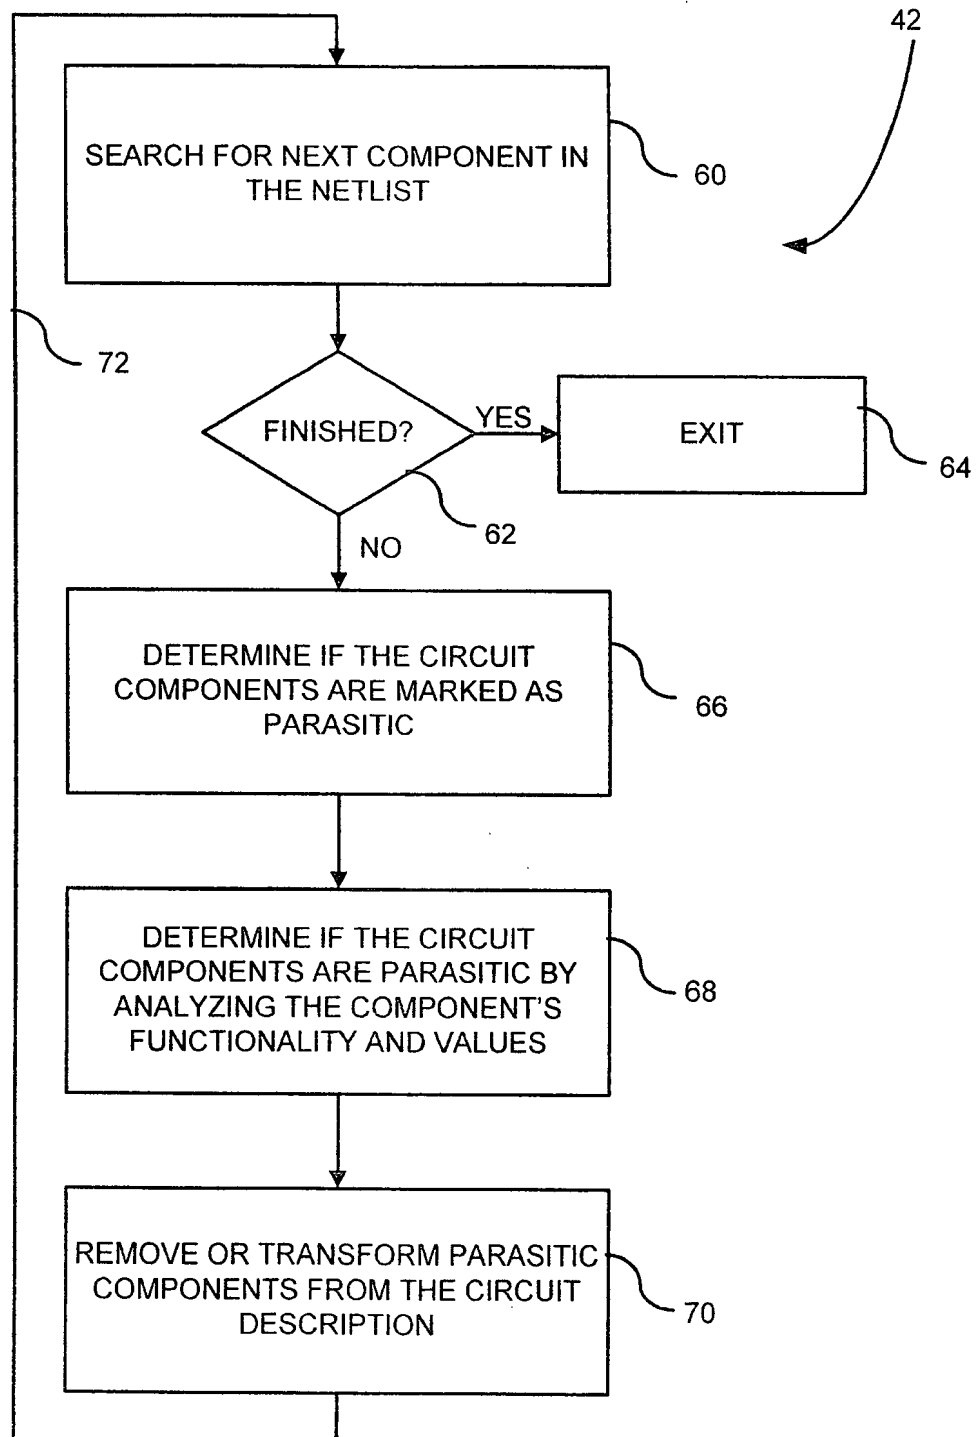 42
SEARCH FOR NEXT COMPONENT IN
THE NETLIST
60
72
FINISHED?
YES
EXIT
64
62
NO
DETERMINE IF THE CIRCUIT
COMPONENTS ARE MARKED AS
PARASITIC
66
DETERMINE IF THE CIRCUIT
COMPONENTS ARE PARASITIC BY
ANALYZING THE COMPONENT'S
FUNCTIONALITY AND VALUES
68
REMOVE OR TRANSFORM PARASITIC
COMPONENTS FROM THE CIRCUIT
DESCRIPTION
70